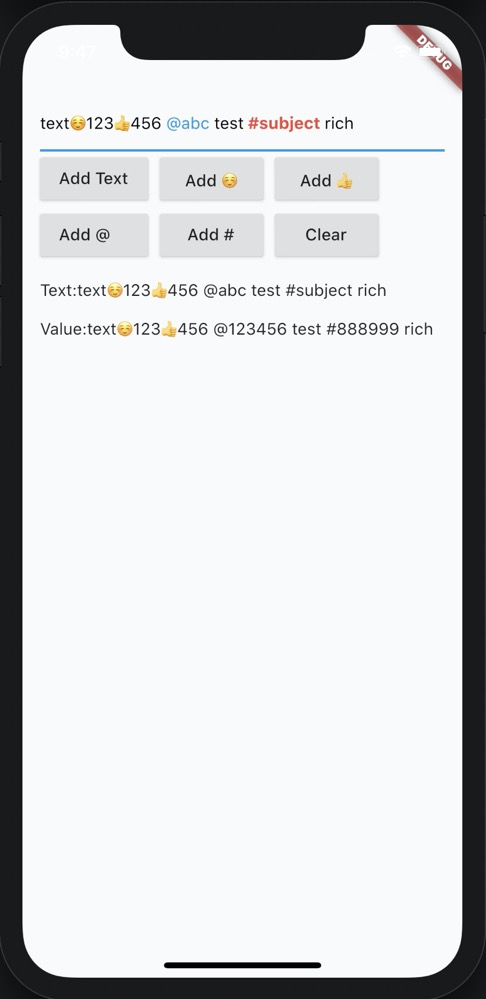 9:47
DEBUG
text☺️123👍456 @abc test #subject rich
Add Text
Add ☺️
Add 👍
Add @
Add #
Clear
Text:text☺️123👍456 @abc test #subject rich
Value:text☺️123👍456 @123456 test #888999 rich